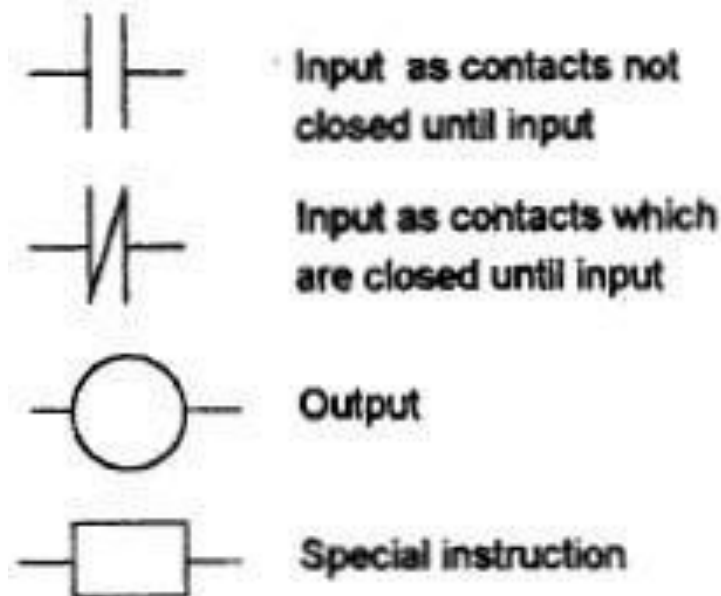 Input as contacts not
closed until input
Input as contacts which
are closed until input
Output
Special instruction